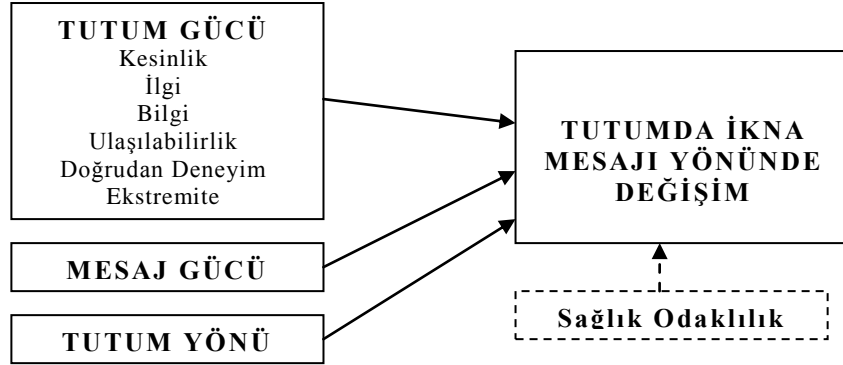 TUTUM GÜCÜ
Kesinlik
İlgi
Bilgi
Ulaşılabilirlik
Doğrudan Deneyim
Ekstremite
MESAJ GÜCÜ
TUTUM YÖNÜ
TUTUMDA İKNA
MESAJI YÖNÜNDE
DEĞİŞİM
Sağlık Odaklılık